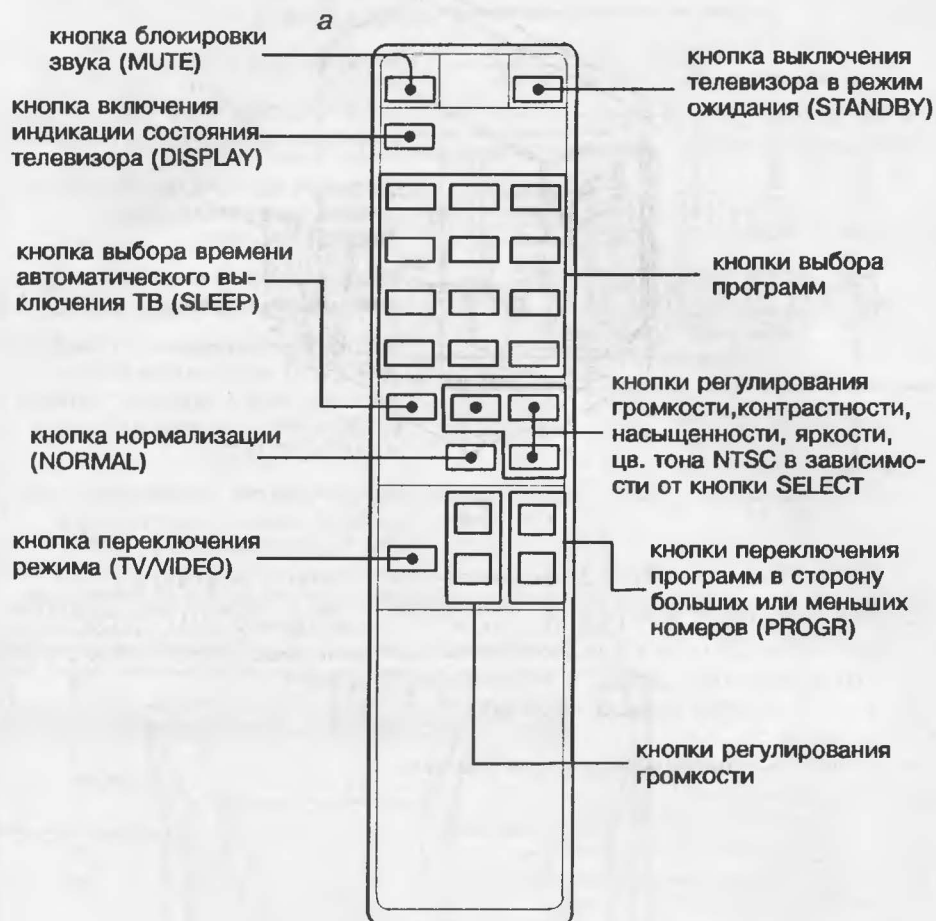 а
кнопка блокировки
звука (MUTE)
кнопка выключения
телевизора в режим
ожидания (STANDBY)
кнопка включения
индикации состояния
телевизора (DISPLAY)
кнопка выбора времени
автоматического вы-
ключения ТВ (SLEEP)
кнопки выбора
программ
кнопки регулирования
громкости,контрастности,
насыщенности, яркости,
цв. тона NTSC в зависимо-
сти от кнопки SELECT
кнопка нормализации
(NORMAL)
кнопка переключения
режима (TV/VIDEO)
кнопки переключения
программ в сторону
больших или меньших
номеров (PROGR)
кнопки регулирования
громкости